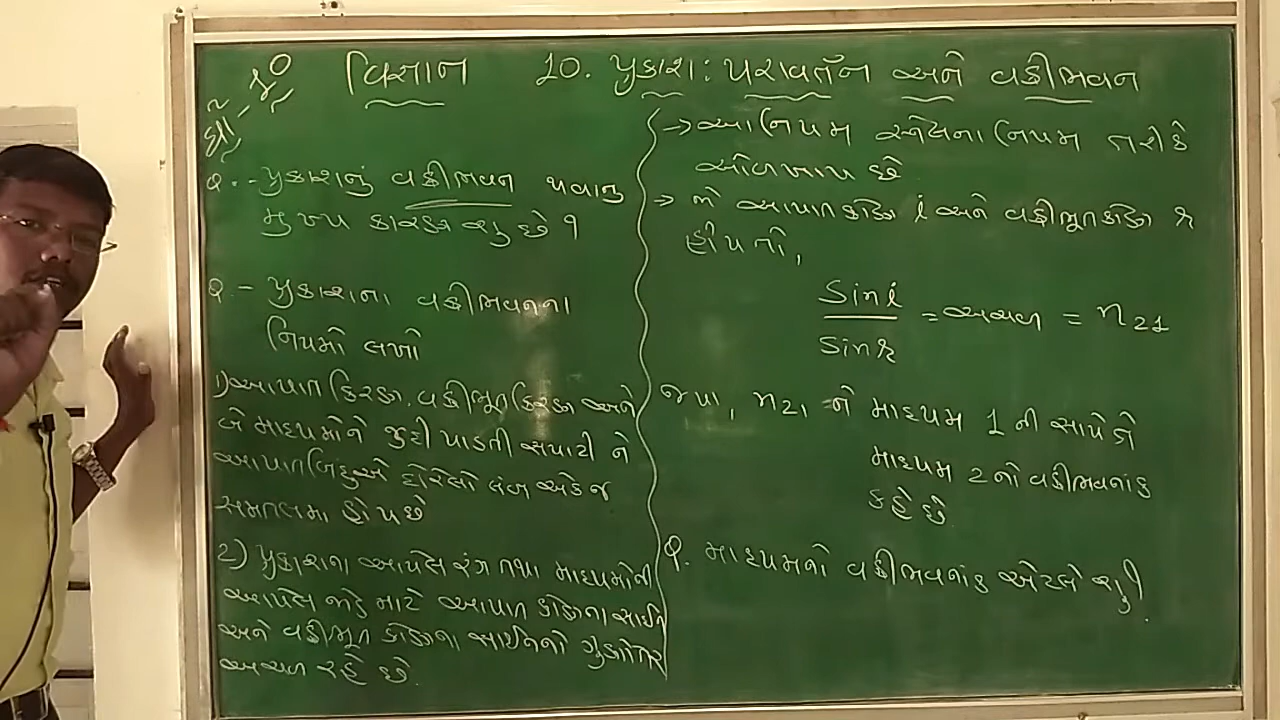 ધો - 10 વિજ્ઞાન 10. પ્રકાશ : પરાવર્તન અને વક્રીભવન
Q. - પ્રકાશનું વક્રીભવન થવાનુ
મુખ્ય કારણ શુ છે ?
Q. - પ્રકાશના વક્રીભવનના
નિયમો લખો
1) આપાતકિરણ, વક્રીભૂતકિરણ અને
બે માધ્યમોને જુદી પાડતી સપાટી ને
આપાતબિંદુએ દોરેલો લંબ એક જ
સમતલમા હોય છે
2) પ્રકાશના આપેલ રંગ તથા માધ્યમોની
આપેલ જોડ માટે આપાત કોણના સાઈન
અને વક્રીભૂત કોણના સાઈનનો ગુણોત્તર
અચળ રહે છે.
→ આ નિયમ સ્નેલના નિયમ તરીકે
ઓળખાય છે
→ જો આપાતકોણ i અને વક્રીભૂતકોણ r
હોય તો,
sin i
= અચળ = n21
sin r
જયા, n21 ને માધ્યમ 1 ની સાપેક્ષે
માધ્યમ 2 નો વક્રીભવનાંક
કહે છે.
Q. માધ્યમનો વક્રીભવનાંક એટલે શું?